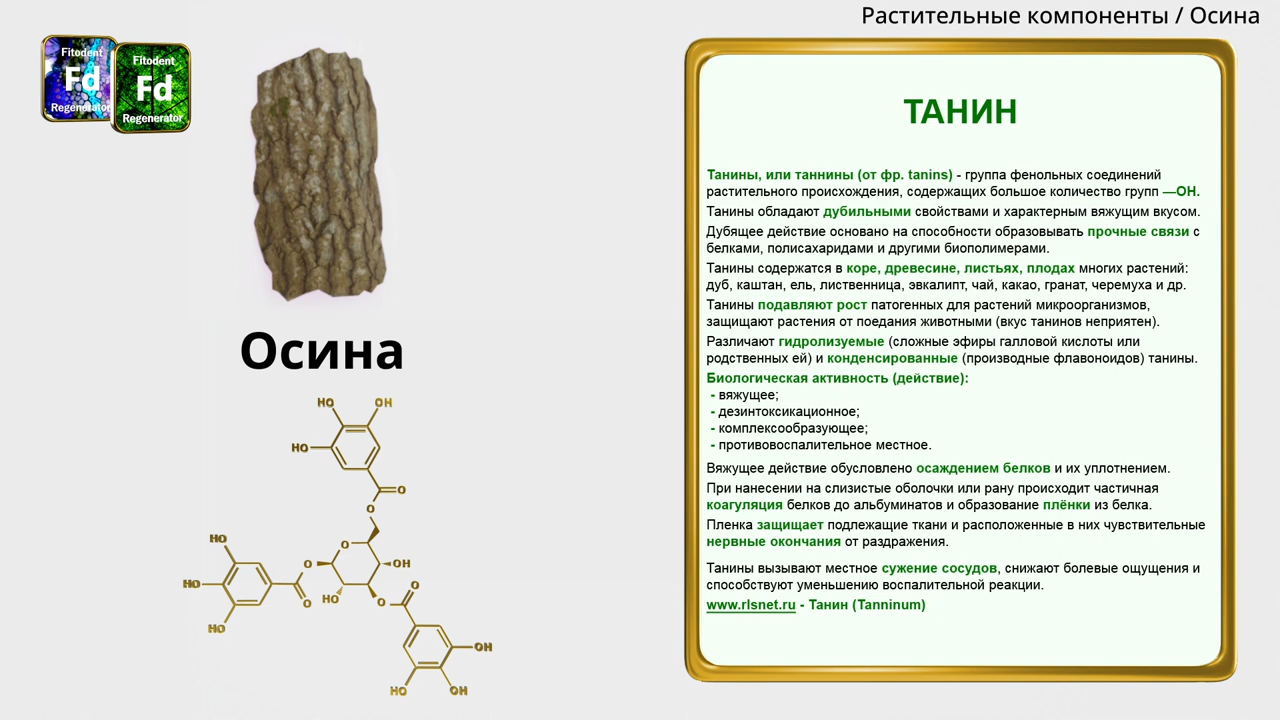 Растительные компоненты / Осина
Fitodent
Fd
Regenerator
Fitodent
Fd
Regenerator
Осина
HO
OH
HO
O
O
O
HO
O
OH
O
HO
O
HO
O
O
HO
OH
HO
OH
ТАНИН
Танины, или таннины (от фр. tanins) - группа фенольных соединений
растительного происхождения, содержащих большое количество групп —OH.
Танины обладают дубильными свойствами и характерным вяжущим вкусом.
Дубящее действие основано на способности образовывать прочные связи с
белками, полисахаридами и другими биополимерами.
Танины содержатся в коре, древесине, листьях, плодах многих растений:
дуб, каштан, ель, лиственница, эвкалипт, чай, какао, гранат, черемуха и др.
Танины подавляют рост патогенных для растений микроорганизмов,
защищают растения от поедания животными (вкус танинов неприятен).
Различают гидролизуемые (сложные эфиры галловой кислоты или
родственных ей) и конденсированные (производные флавоноидов) танины.
Биологическая активность (действие):
- вяжущее;
- дезинтоксикационное;
- комплексообразующее;
- противовоспалительное местное.
Вяжущее действие обусловлено осаждением белков и их уплотнением.
При нанесении на слизистые оболочки или рану происходит частичная
коагуляция белков до альбуминатов и образование плёнки из белка.
Пленка защищает подлежащие ткани и расположенные в них чувствительные
нервные окончания от раздражения.
Танины вызывают местное сужение сосудов, снижают болевые ощущения и
способствуют уменьшению воспалительной реакции.
www.rlsnet.ru - Танин (Tanninum)